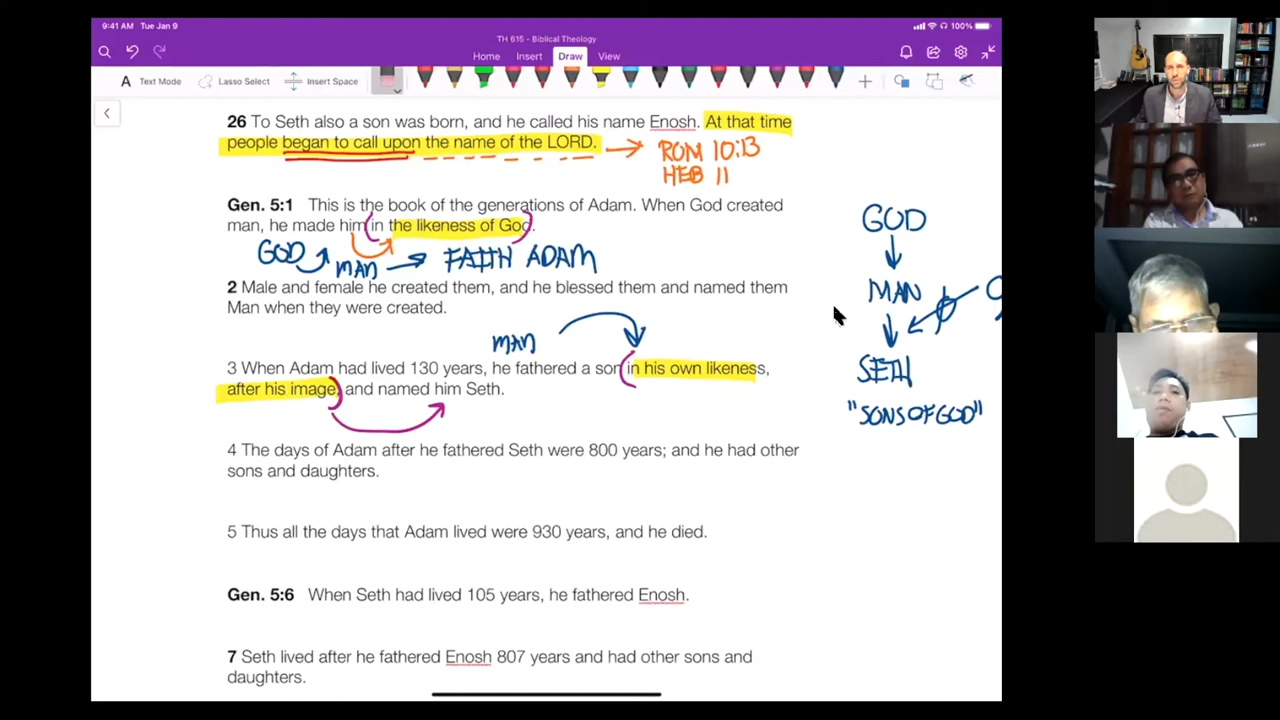 9:41 AM Tue Jan 9
100%
TH 615 - Biblical Theology
Home Insert Draw View
A Text Mode Lasso Select Insert Space
26 To Seth also a son was born, and he called his name Enosh. At that time
people began to call upon the name of the LORD.
ROM 10:13
HEB 11
Gen. 5:1 This is the book of the generations of Adam. When God created
man, he made him in the likeness of God.
GOD MAN FAITH ADAM
2 Male and female he created them, and he blessed them and named them
Man when they were created.
MAN
3 When Adam had lived 130 years, he fathered a son in his own likeness,
after his image, and named him Seth.
4 The days of Adam after he fathered Seth were 800 years; and he had other
sons and daughters.
5 Thus all the days that Adam lived were 930 years, and he died.
Gen. 5:6 When Seth had lived 105 years, he fathered Enosh.
7 Seth lived after he fathered Enosh 807 years and had other sons and
daughters.
GOD
MAN
SETH
"SONS OF GOD"